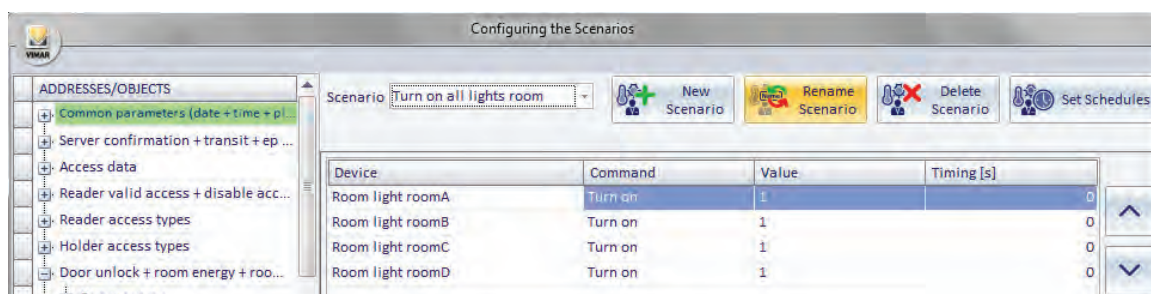 Configuring the Scenarios
VIMAR
ADDRESSES/OBJECTS
Common parameters (date + time + pl...
Server confirmation + transit + ep ...
Access data
Reader valid access + disable acc...
Reader access types
Holder access types
Door unlock + room energy + roo...
Scenario Turn on all lights room
New Scenario
Rename Scenario
Delete Scenario
Set Schedules
Device Command Value Timing [s]
Room light roomA Turn on 1 0
Room light roomB Turn on 1 0
Room light roomC Turn on 1 0
Room light roomD Turn on 1 0